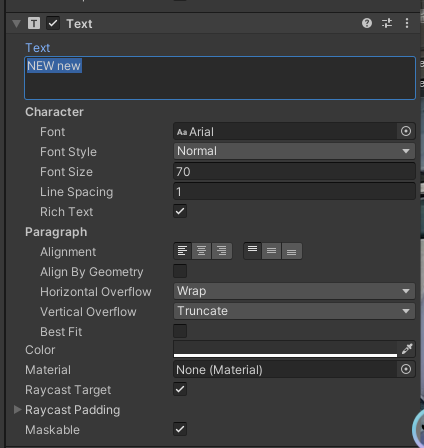 Text
Text
NEW new
Character
Font Aa Arial
Font Style Normal
Font Size 70
Line Spacing 1
Rich Text
Paragraph
Alignment
Align By Geometry
Horizontal Overflow Wrap
Vertical Overflow Truncate
Best Fit
Color
Material None (Material)
Raycast Target
Raycast Padding
Maskable